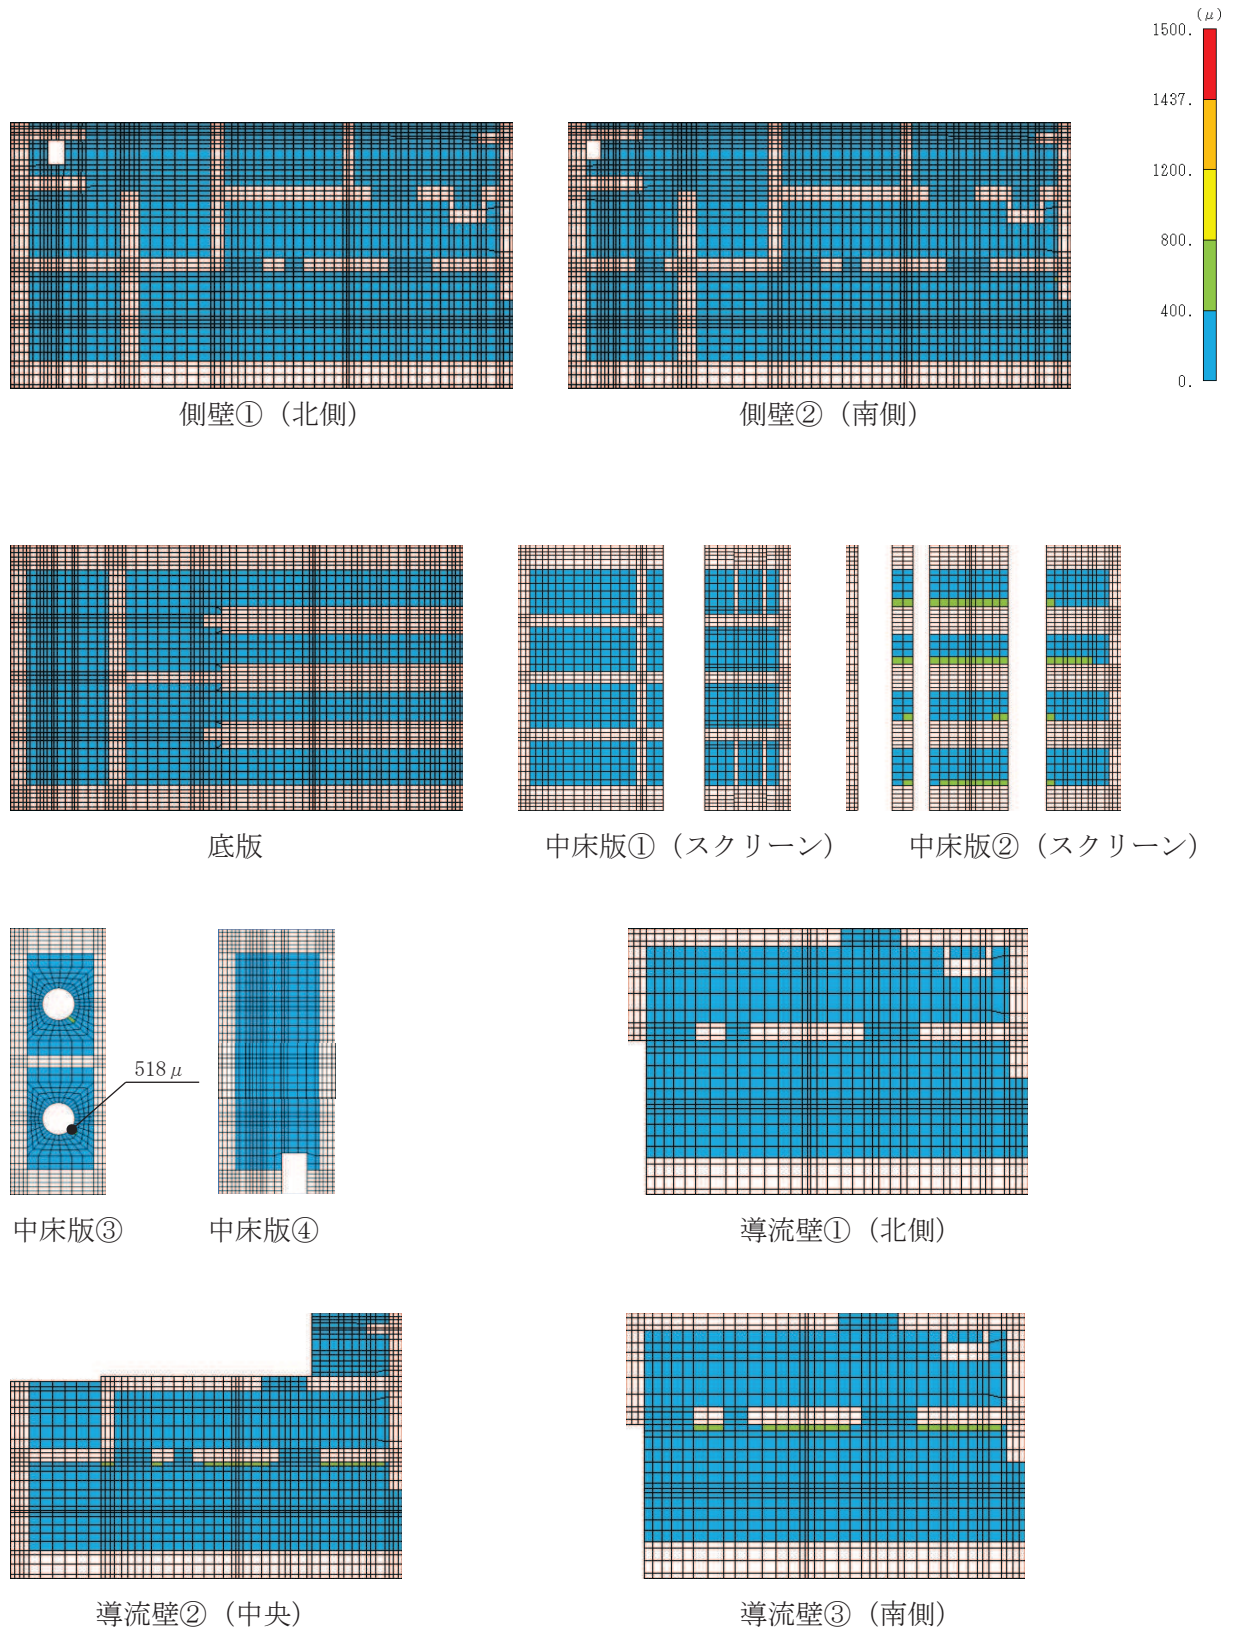 (μ)
1500.
1437.
1200.
800.
400.
0.
側壁①（北側）
側壁②（南側）
底版
中床版①（スクリーン）
中床版②（スクリーン）
518μ
中床版③
中床版④
導流壁①（北側）
導流壁②（中央）
導流壁③（南側）